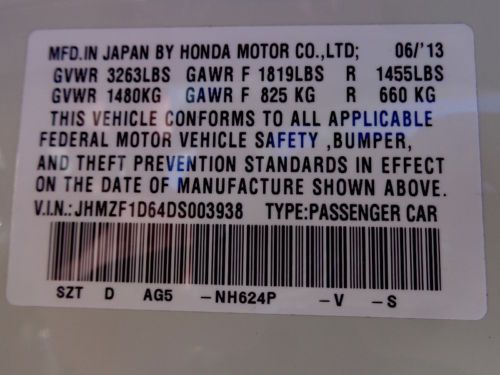 MFD.IN JAPAN BY HONDA MOTOR CO.,LTD; 06/'13
GVWR 3263LBS GAWR F 1819LBS R 1455LBS
GVWR 1480KG GAWR F 825 KG R 660 KG
THIS VEHICLE CONFORMS TO ALL APPLICABLE
FEDERAL MOTOR VEHICLE SAFETY ,BUMPER,
AND THEFT PREVENTION STANDARDS IN EFFECT
ON THE DATE OF MANUFACTURE SHOWN ABOVE.
V.I.N.:JHMZF1D64DS003938 TYPE:PASSENGER CAR
SZT D AG5 -NH624P -V -S